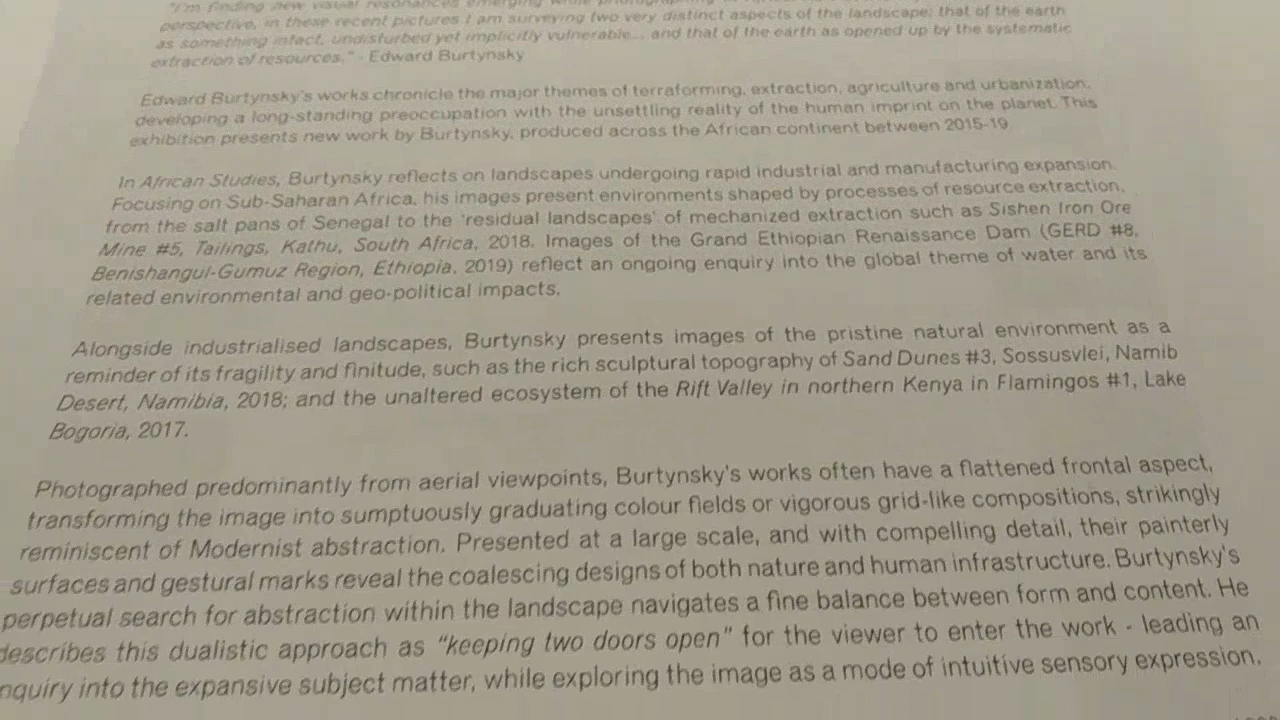 "I'm finding new visual resonances emerging while
perspective, in these recent pictures I am surveying two very distinct aspects of the landscape: that of the earth
as something intact, undisturbed yet implicitly vulnerable... and that of the earth as opened up by the systematic
extraction of resources." - Edward Burtynsky
Edward Burtynsky's works chronicle the major themes of terraforming, extraction, agriculture and urbanization,
developing a long-standing preoccupation with the unsettling reality of the human imprint on the planet. This
exhibition presents new work by Burtynsky, produced across the African continent between 2015-19
In African Studies, Burtynsky reflects on landscapes undergoing rapid industrial and manufacturing expansion.
Focusing on Sub-Saharan Africa, his images present environments shaped by processes of resource extraction,
from the salt pans of Senegal to the 'residual landscapes' of mechanized extraction such as Sishen Iron Ore
Mine #5, Tailings, Kathu, South Africa, 2018. Images of the Grand Ethiopian Renaissance Dam (GERD #8,
Benishangul-Gumuz Region, Ethiopia, 2019) reflect an ongoing enquiry into the global theme of water and its
related environmental and geo-political impacts.
Alongside industrialised landscapes, Burtynsky presents images of the pristine natural environment as a
reminder of its fragility and finitude, such as the rich sculptural topography of Sand Dunes #3, Sossusvlei, Namib
Desert, Namibia, 2018; and the unaltered ecosystem of the Rift Valley in northern Kenya in Flamingos #1, Lake
Bogoria, 2017.
Photographed predominantly from aerial viewpoints, Burtynsky's works often have a flattened frontal aspect,
transforming the image into sumptuously graduating colour fields or vigorous grid-like compositions, strikingly
reminiscent of Modernist abstraction. Presented at a large scale, and with compelling detail, their painterly
surfaces and gestural marks reveal the coalescing designs of both nature and human infrastructure. Burtynsky's
perpetual search for abstraction within the landscape navigates a fine balance between form and content. He
describes this dualistic approach as "keeping two doors open" for the viewer to enter the work - leading an
nquiry into the expansive subject matter, while exploring the image as a mode of intuitive sensory expression.